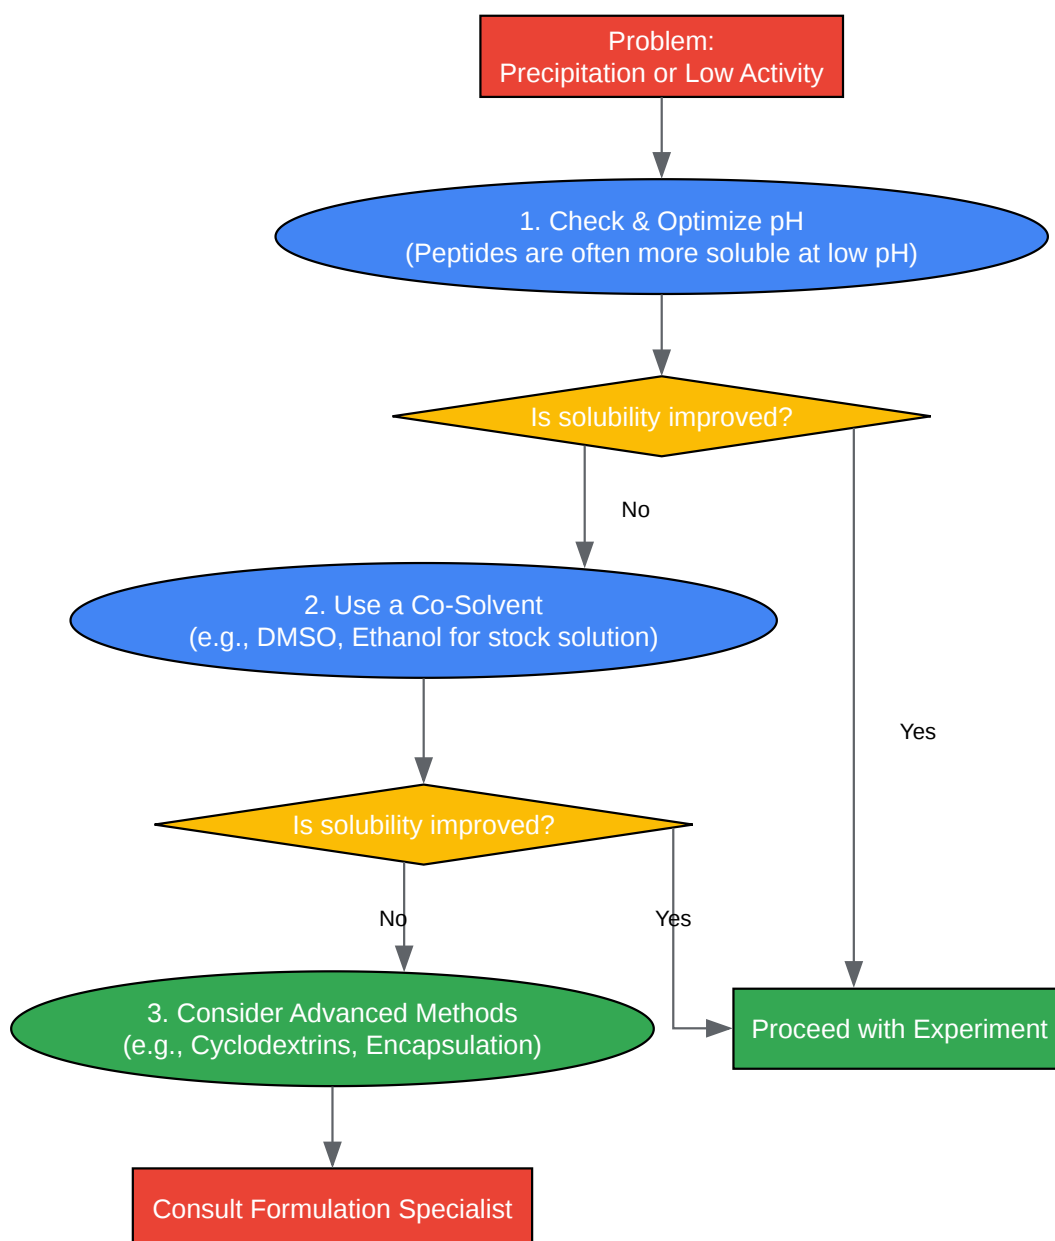 Problem:
Precipitation or Low Activity
1. Check & Optimize pH
(Peptides are often more soluble at low pH)
Is solubility improved?
No
2. Use a Co-Solvent
(e.g., DMSO, Ethanol for stock solution)
Yes
Is solubility improved?
No
Yes
3. Consider Advanced Methods
(e.g., Cyclodextrins, Encapsulation)
Proceed with Experiment
Consult Formulation Specialist